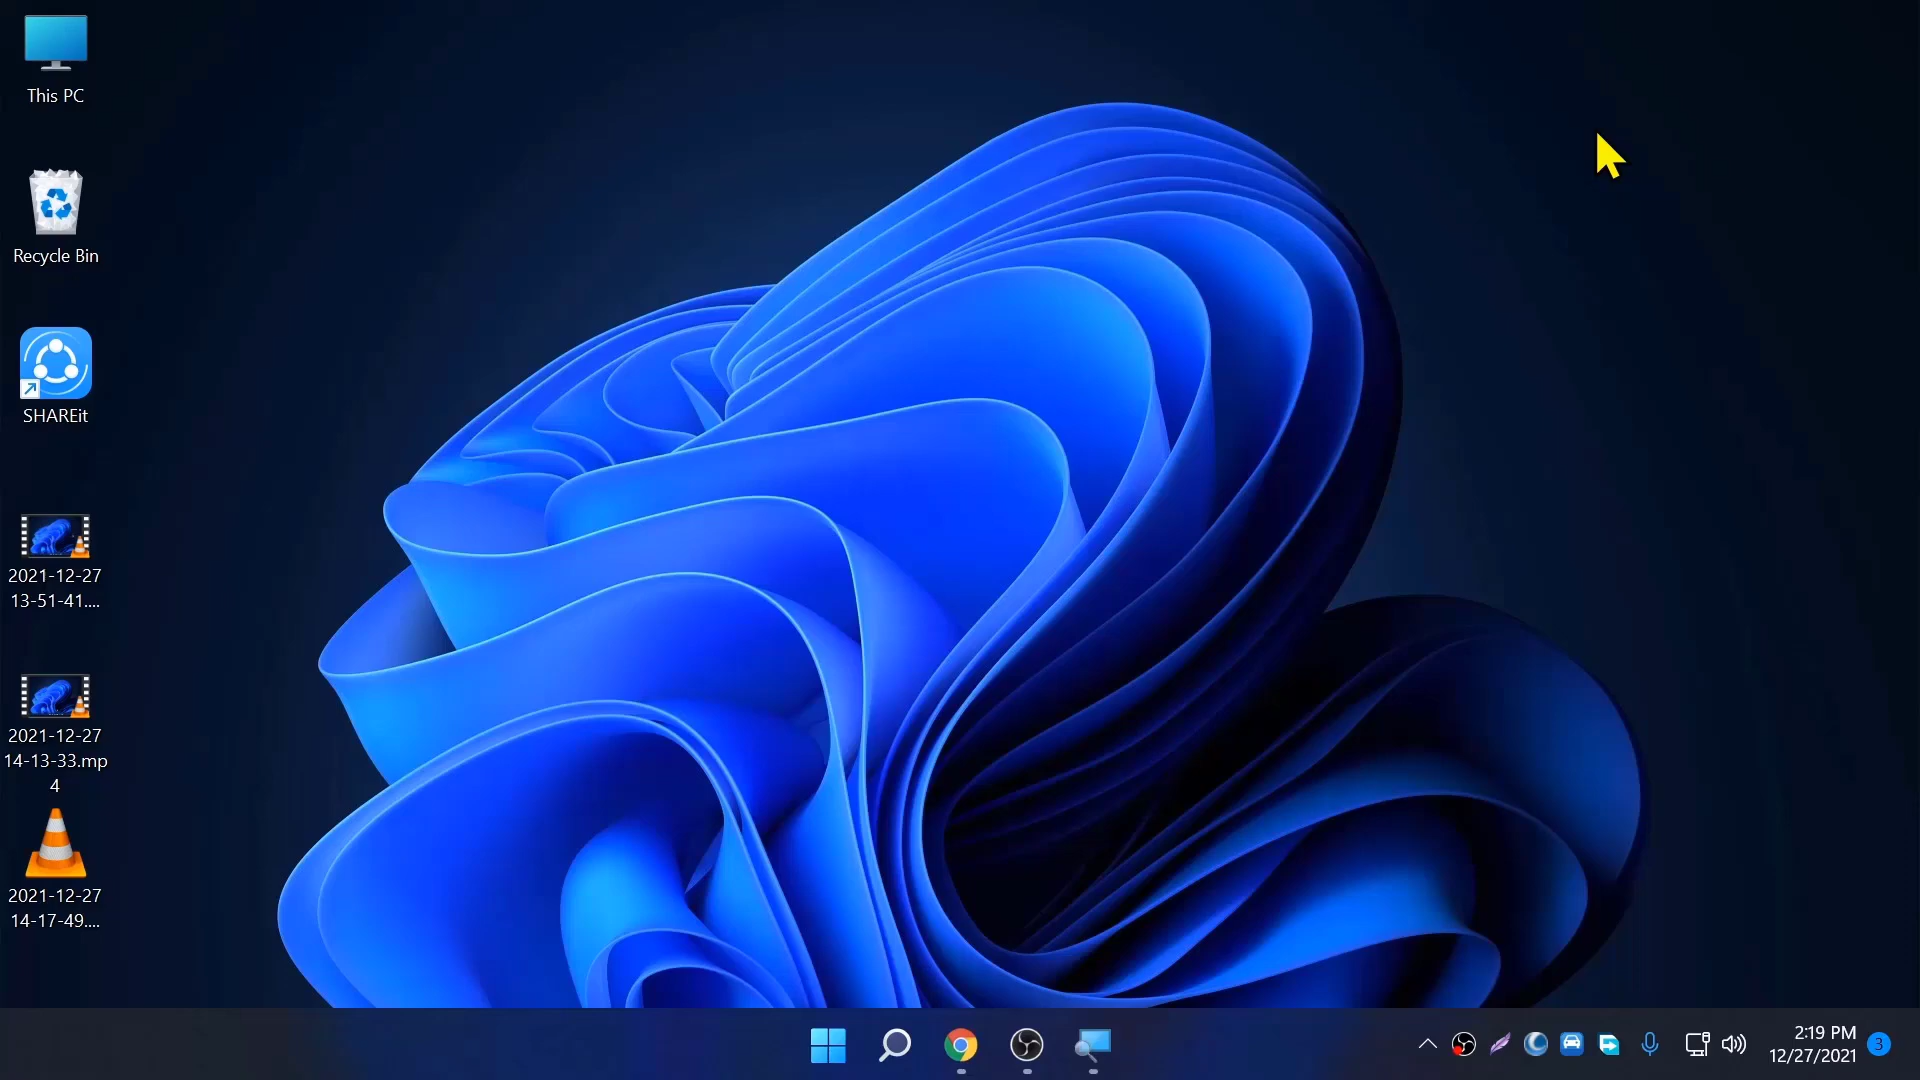 This PC
Recycle Bin
SHAREit
2021-12-27
13-51-41....
2021-12-27
14-13-33.mp
4
2021-12-27
14-17-49....
2:19 PM
12/27/2021
3